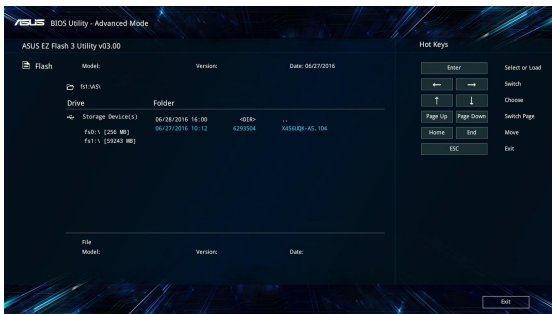 ASUS BIOS Utility - Advanced Mode
ASUS EZ Flash 3 Utility v03.00
Hot Keys
Flash Model: Version: Date: 06/27/2016
fs1:\AS\
Drive Folder
Storage Device(s)
fs0:\ [256 MB]
fs1:\ [59243 MB]
06/28/2016 16:00 <DIR> ..
06/27/2016 10:12 6293504 X456UQK-AS.104
Enter Select or Load
← → Switch
↑ ↓ Choose
Page Up Page Down Switch Page
Home End Move
ESC Exit
File
Model: Version: Date:
Exit